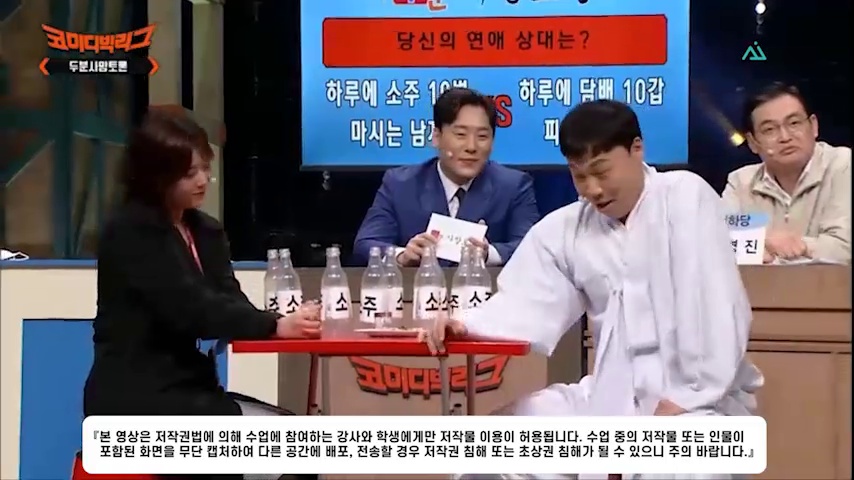 코미디빅리그
두분사망토론
당신의 연애 상대는?
하루에 소주
VS
하루에 담배 10갑
마시는
소주
소
주
소
주
소
코미디빅리그
『본 영상은 저작권법에 의해 수업에 참여하는 강사와 학생에게만 저작물 이용이 허용됩니다. 수업 중의 저작물 또는 인물이
포함된 화면을 무단 캡처하여 다른 공간에 배포, 전송할 경우 저작권 침해 또는 초상권 침해가 될 수 있으니 주의 바랍니다.』